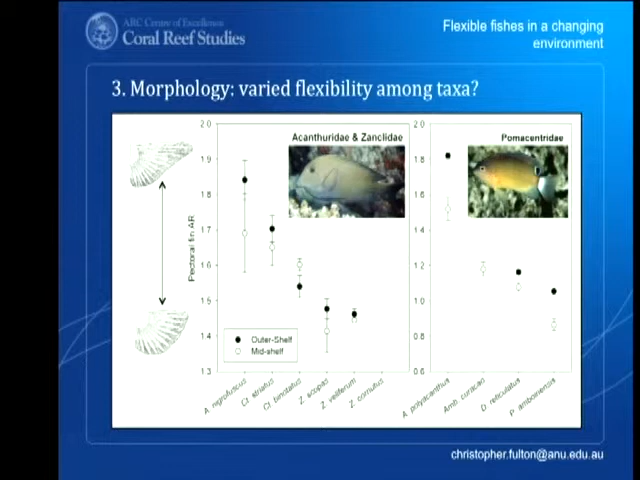 ARC Centre of Excellence
Coral Reef Studies
Flexible fishes in a changing
environment
3. Morphology: varied flexibility among taxa?
Acanthuridae & Zanclidae
Pomacentridae
Pectoral fin AR
2.0
1.9
1.8
1.7
1.6
1.5
1.4
1.3
Outer-Shelf
Mid-shelf
A. nigrofuscus
Ct. striatus
Ct. binotatus
Z. scopas
Z. veliferum
Z. cornutus
2.0
1.8
1.6
1.4
1.2
1.0
0.8
0.6
A. polyacanthus
Amb. curacao
D. reticulatus
P. amboinensis
christopher.fulton@anu.edu.au